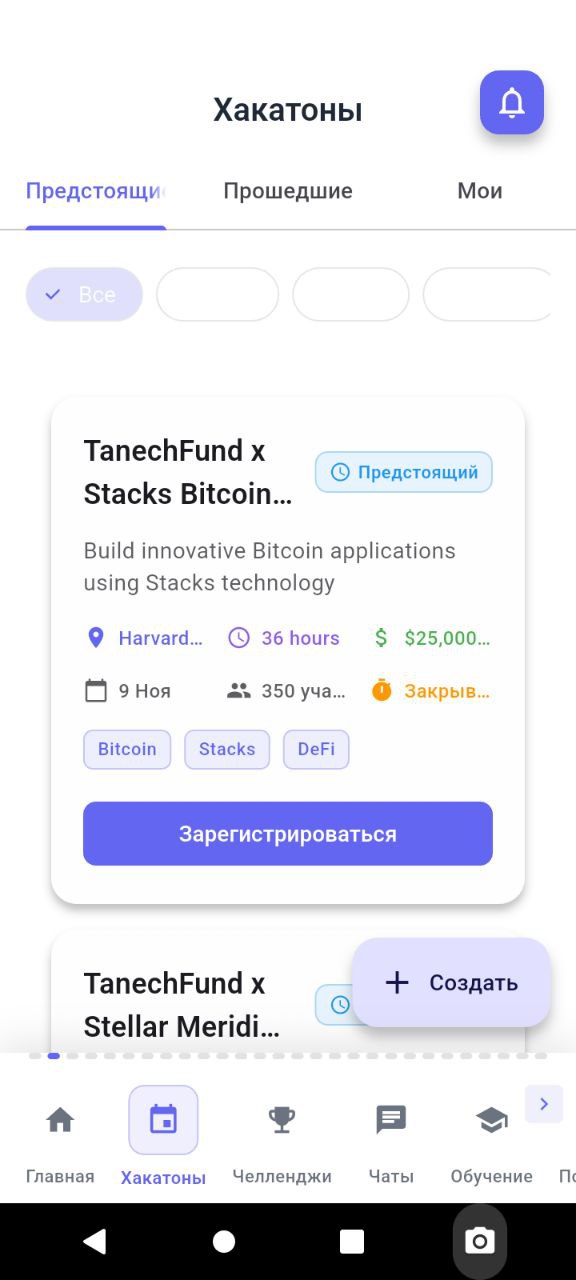 Хакатоны
Предстоящи
Прошедшие
Мои
Все
TanechFund x
Stacks Bitcoin...
Предстоящий
Build innovative Bitcoin applications
using Stacks technology
Harvard...
36 hours
$25,000...
9 Ноя
350 уча...
Закрыв...
Bitcoin
Stacks
DeFi
Зарегистрироваться
TanechFund x
Stellar Meridi...
+ Создать
Главная
Хакатоны
Челленджи
Чаты
Обучение